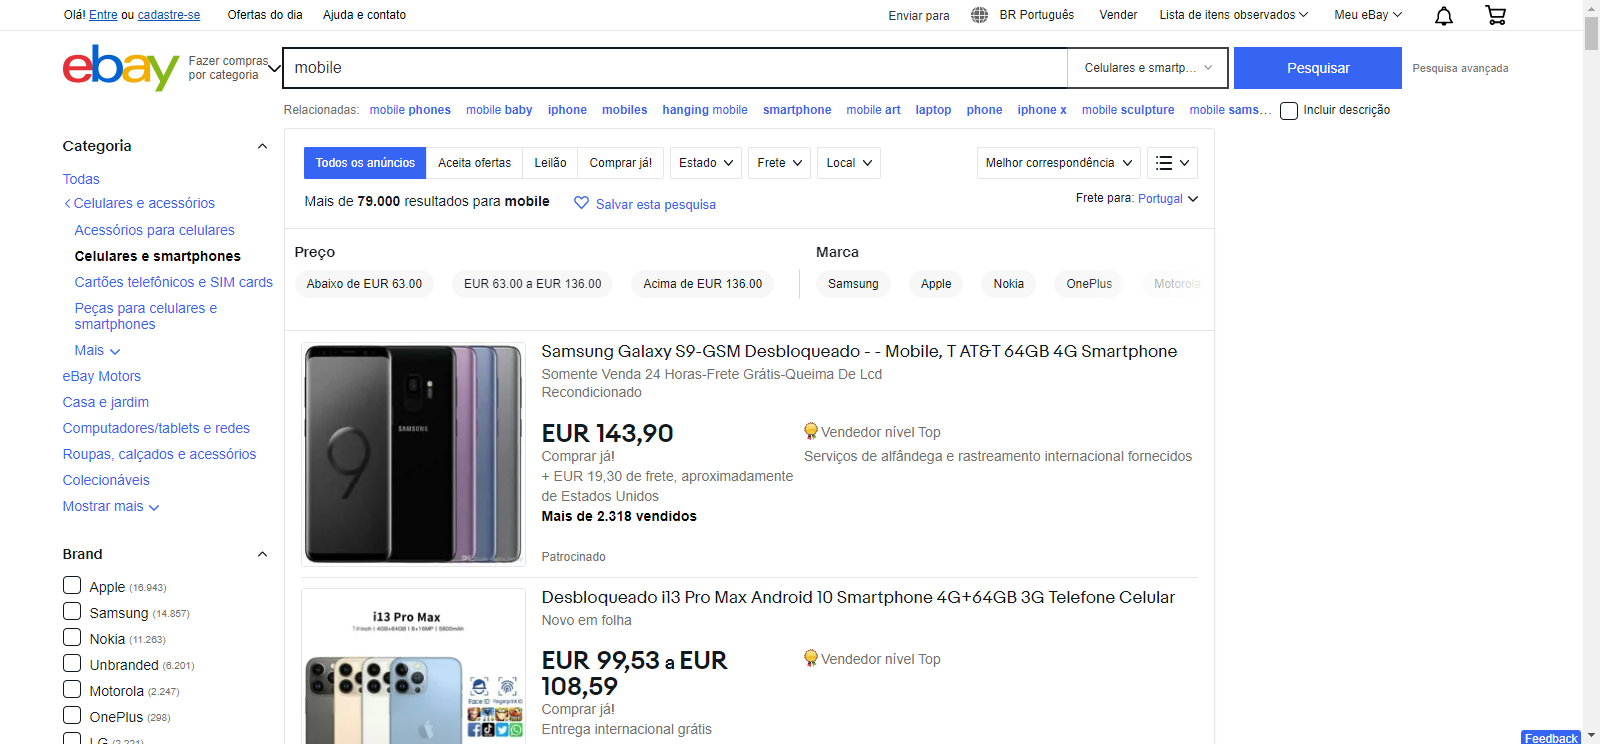 Olá! Entre ou cadastre-se
Ofertas do dia
Ajuda e contato
Enviar para
BR Português
Vender
Lista de itens observados
Meu eBay
ebay
Fazer compras
por categoria
mobile
Celulares e smartp...
Pesquisar
Pesquisa avançada
Relacionadas: mobile phones mobile baby iphone mobiles hanging mobile smartphone mobile art laptop phone iphone x mobile sculpture mobile sams...
Incluir descrição
Categoria
Todas
Celulares e acessórios
Acessórios para celulares
Celulares e smartphones
Cartões telefônicos e SIM cards
Peças para celulares e
smartphones
Mais
eBay Motors
Casa e jardim
Computadores/tablets e redes
Roupas, calçados e acessórios
Colecionáveis
Mostrar mais
Brand
Apple (16.943)
Samsung (14.857)
Nokia (11.263)
Unbranded (6.201)
Motorola (2.247)
OnePlus (298)
LG (2.221)
Todos os anúncios
Aceita ofertas
Leilão
Comprar já!
Estado
Frete
Local
Melhor correspondência
Mais de 79.000 resultados para mobile
Salvar esta pesquisa
Frete para: Portugal
Preço
Abaixo de EUR 63.00
EUR 63.00 a EUR 136.00
Acima de EUR 136.00
Marca
Samsung
Apple
Nokia
OnePlus
Motorola
SAMSUNG
9
Samsung Galaxy S9-GSM Desbloqueado - - Mobile, T AT&T 64GB 4G Smartphone
Somente Venda 24 Horas-Frete Grátis-Queima De Lcd
Recondicionado
EUR 143,90
Comprar já!
+ EUR 19,30 de frete, aproximadamente
de Estados Unidos
Mais de 2.318 vendidos
Patrocinado
Vendedor nível Top
Serviços de alfândega e rastreamento internacional fornecidos
i13 Pro Max
Face ID
Fingerprint ID
Desbloqueado i13 Pro Max Android 10 Smartphone 4G+64GB 3G Telefone Celular
Novo em folha
EUR 99,53 a EUR
108,59
Comprar já!
Entrega internacional grátis
Vendedor nível Top
Feedback